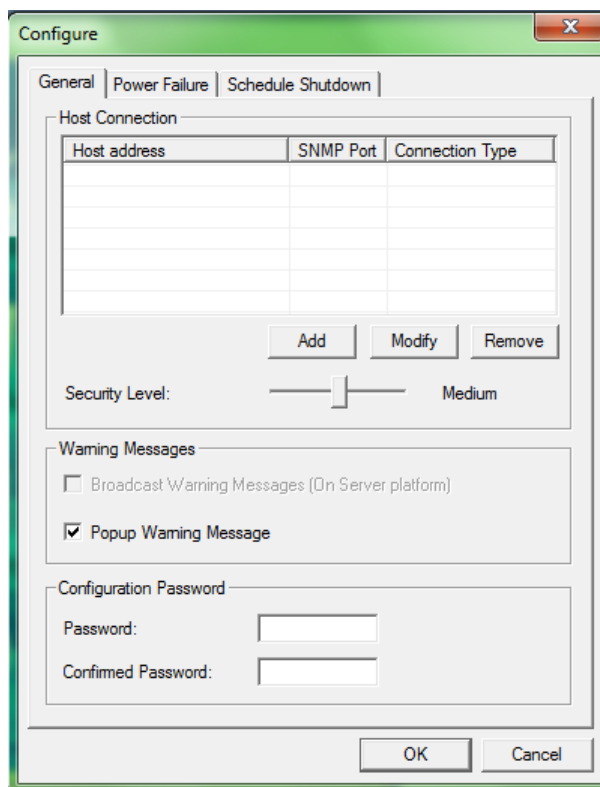 Configure
General Power Failure Schedule Shutdown
Host Connection
Host address SNMP Port Connection Type
Add Modify Remove
Security Level: Medium
Warning Messages
Broadcast Warning Messages (On Server platform)
Popup Warning Message
Configuration Password
Password:
Confirmed Password:
OK Cancel